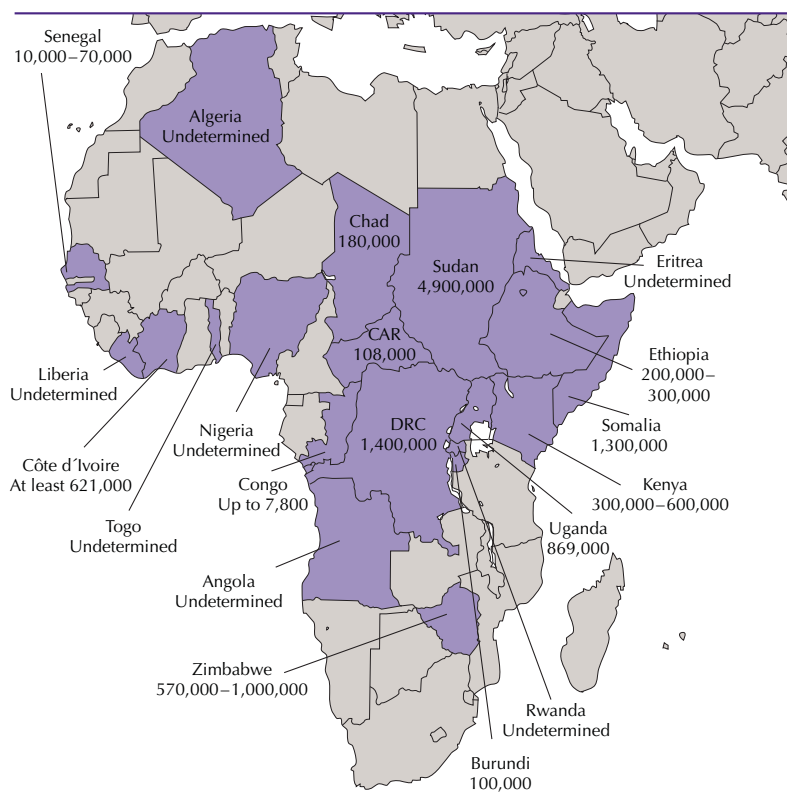 Senegal
10,000–70,000
Algeria
Undetermined
Chad
180,000
Sudan
4,900,000
Eritrea
Undetermined
CAR
108,000
Ethiopia
200,000–
300,000
Liberia
Undetermined
DRC
1,400,000
Somalia
1,300,000
Nigeria
Undetermined
Côte d´Ivoire
At least 621,000
Congo
Up to 7,800
Kenya
300,000–600,000
Togo
Undetermined
Uganda
869,000
Angola
Undetermined
Zimbabwe
570,000–1,000,000
Rwanda
Undetermined
Burundi
100,000